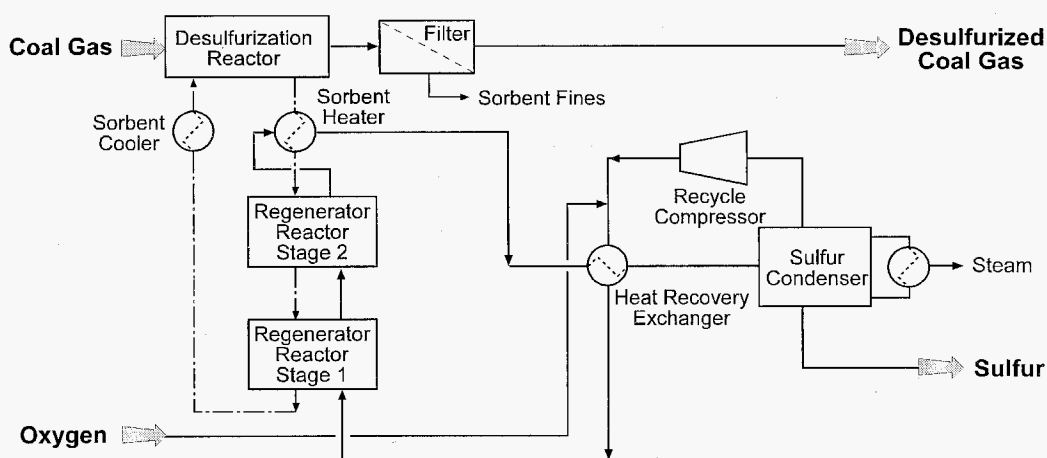 Coal Gas
Desulfurization
Reactor
Filter
Desulfurized
Coal Gas
Sorbent Fines
Sorbent
Heater
Sorbent
Cooler
Recycle
Compressor
Regenerator
Reactor
Stage 2
Sulfur
Condenser
Steam
Heat Recovery
Exchanger
Regenerator
Reactor
Stage 1
Sulfur
Oxygen